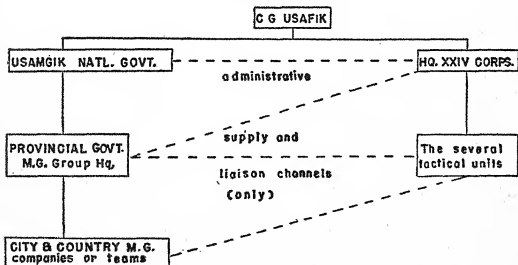 C G USAFIK
USAMGIK NATL. GOVT.
HQ. XXIV CORPS.
administrative
PROVINCIAL GOVT.
M.G. Group Hq.
supply and
The several
tactical units
liaison channels
(only)
CITY & COUNTRY M.G.
companies or teams